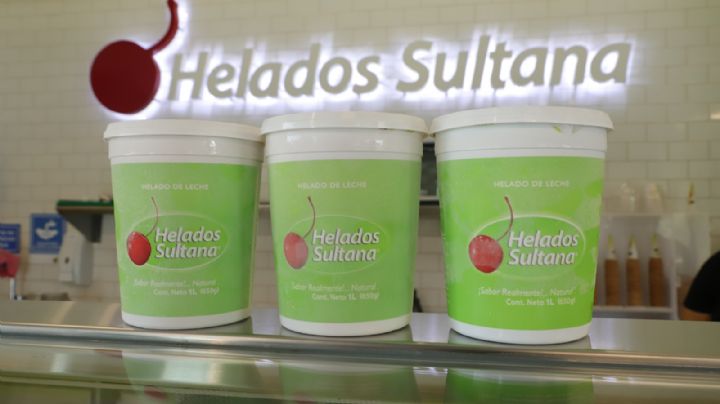 Helados Sultana
HELADO DE LECHE
Helados
Sultana
Sabor Realmente!... Natural
Cont. Neto 1L (650g)
HELADO DE LECHE
Helados
Sultana
¡Sabor Realmente!... Natural
Cont. Neto 1L (650g)
HELADO DE LECHE
Helados
Sultana
¡Sabor Realmente!... Natural
Cont. Neto 1L (650g)